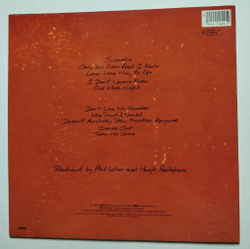 Sussudio
Only You Know And I Know
Long Long Way To Go
I Don't Wanna Know
One More Night
Don't Lose My Number
Who Said I Would
Doesn't Anybody Stay Together Anymore
Inside Out
Take Me Home
Produced by Phil Collins and Hugh Padgham